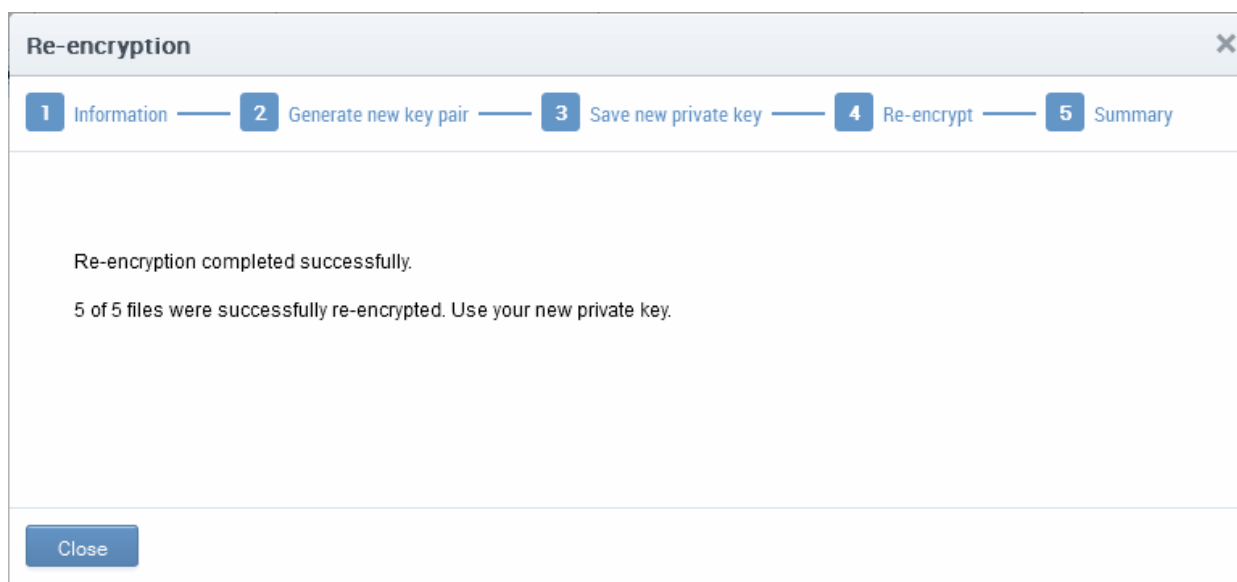 Re-encryption
1 Information 2 Generate new key pair 3 Save new private key 4 Re-encrypt 5 Summary
Re-encryption completed successfully.
5 of 5 files were successfully re-encrypted. Use your new private key.
Close